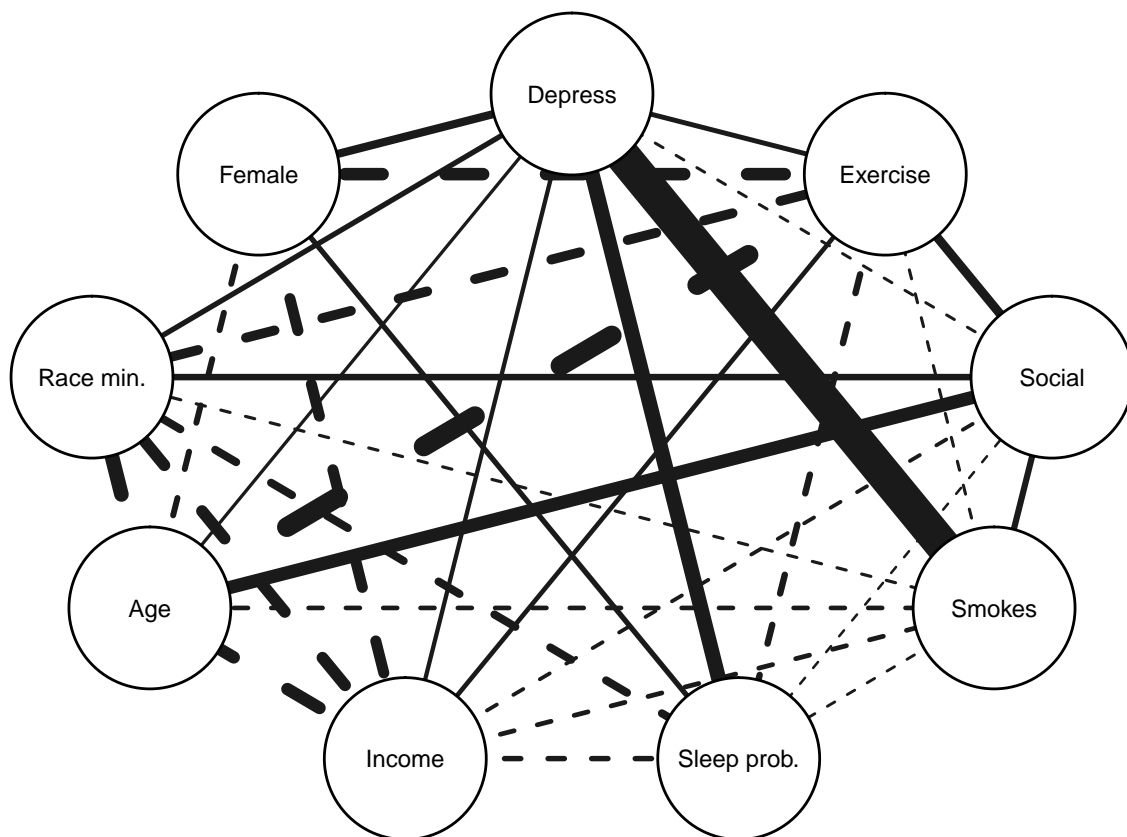 Depress
Female
Exercise
Race min.
Social
Age
Smokes
Income
Sleep prob.